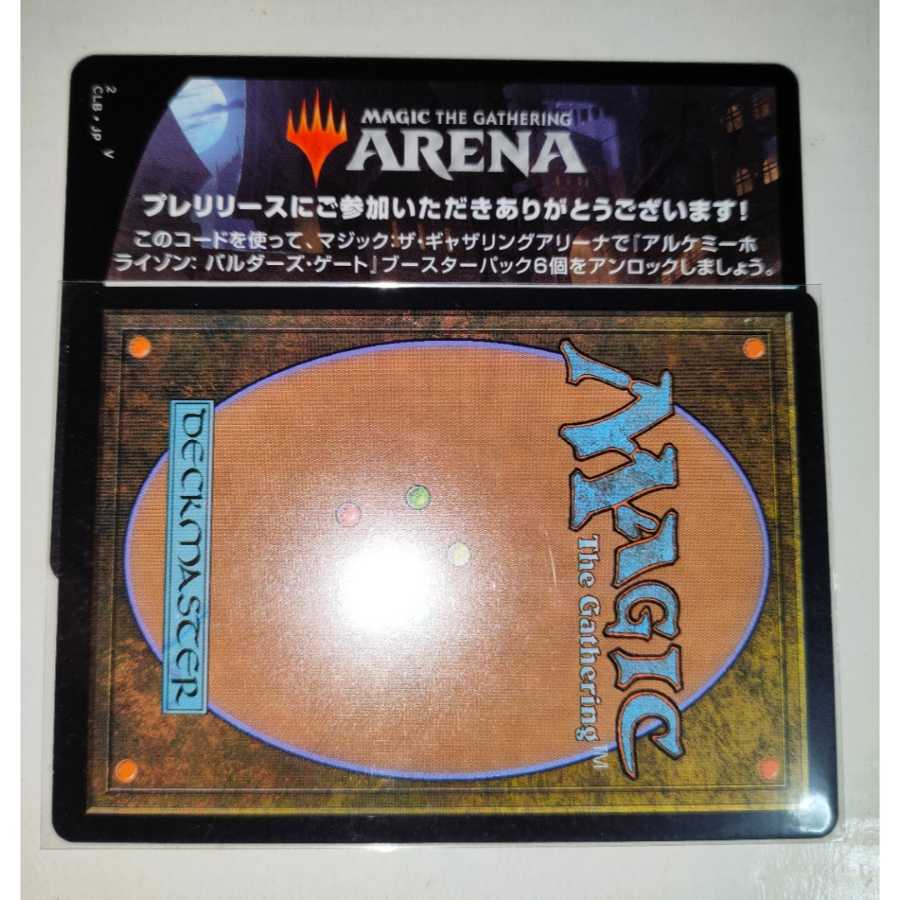 2
CLB • JP V
MAGIC THE GATHERING
ARENA
プレリリースにご参加いただきありがとうございます!
このコードを使って、マジック:ザ・ギャザリングアリーナで『アルケミーホ
ライゾン: バルダーズ・ゲート』ブースターパック6個をアンロックしましょう。
MAGIC
The Gathering™
DECKMASTER